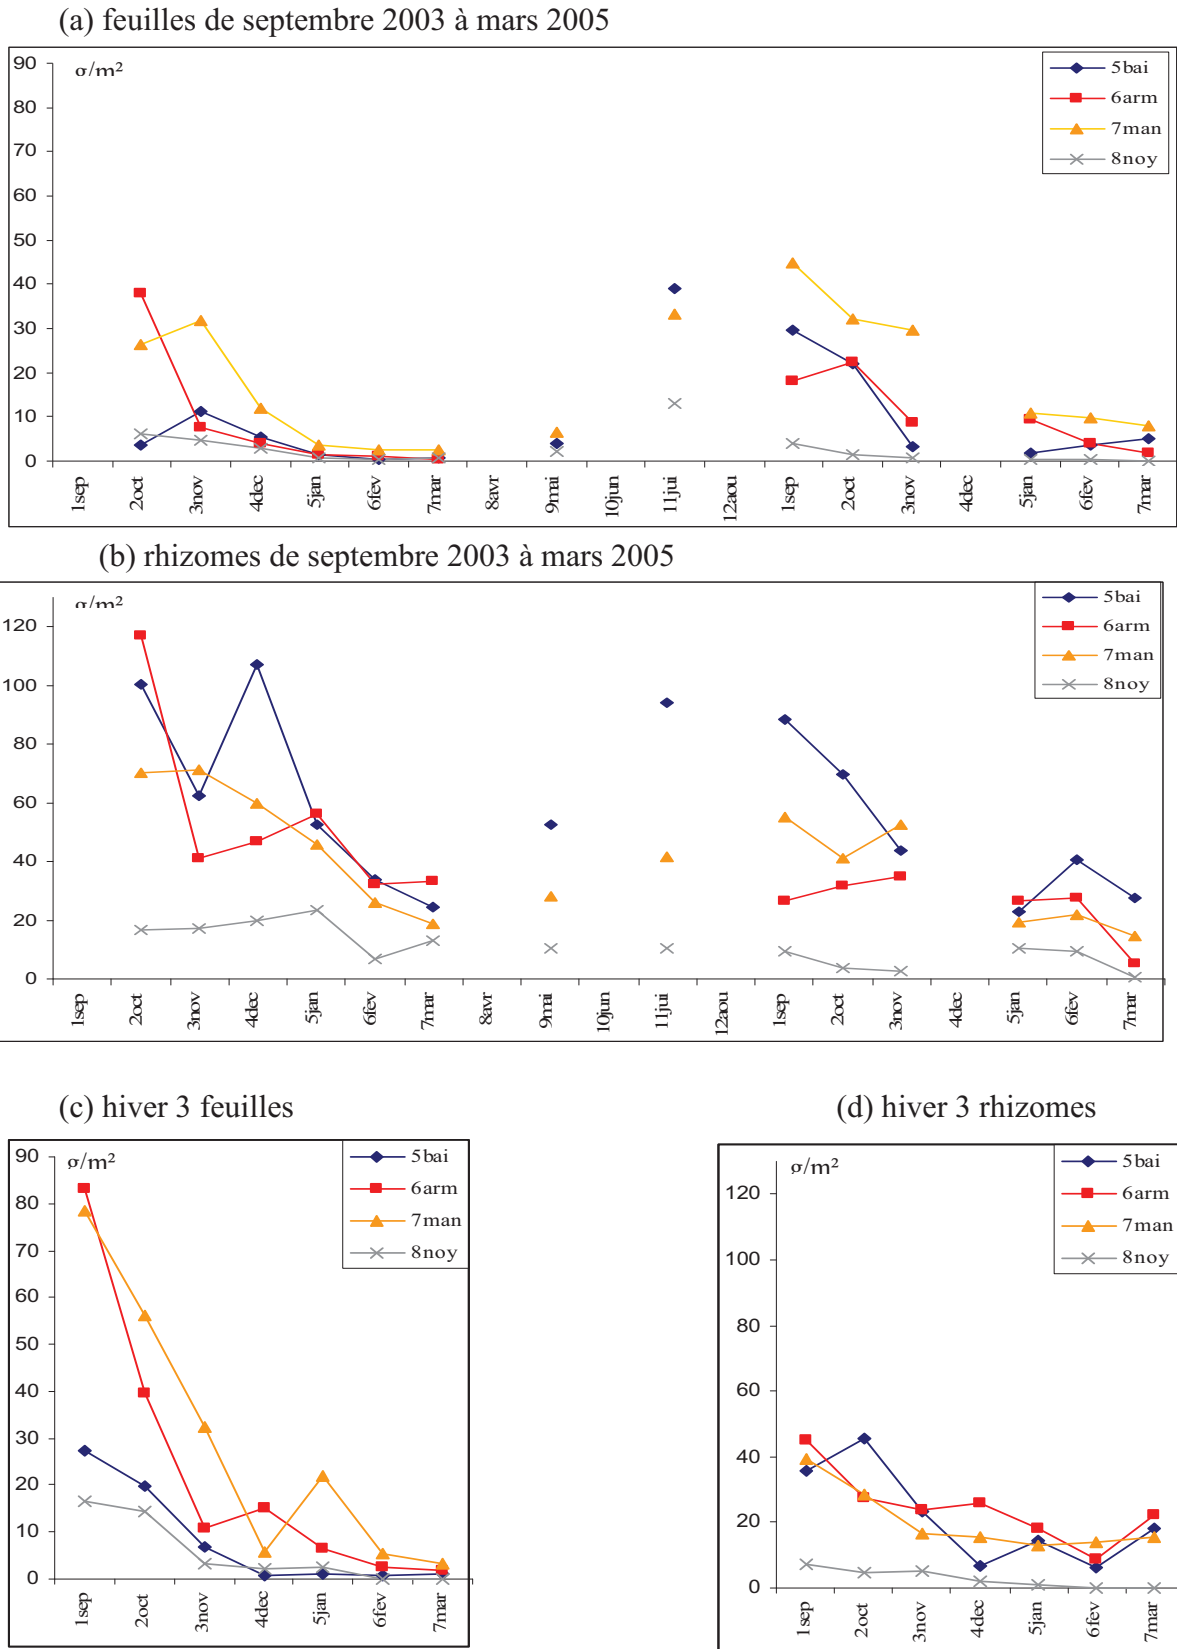 (a) feuilles de septembre 2003 à mars 2005
g/m²
90
80
70
60
50
40
30
20
10
0
5bai
6arm
7man
8noy
1sep 2oct 3nov 4dec 5jan 6fev 7mar 8avr 9mai 10jun 11jui 12aou 1sep 2oct 3nov 4dec 5jan 6fev 7mar
(b) rhizomes de septembre 2003 à mars 2005
g/m²
120
100
80
60
40
20
0
5bai
6arm
7man
8noy
1sep 2oct 3nov 4dec 5jan 6fev 7mar 8avr 9mai 10jun 11jui 12aou 1sep 2oct 3nov 4dec 5jan 6fev 7mar
(c) hiver 3 feuilles
g/m²
90
80
70
60
50
40
30
20
10
0
5bai
6arm
7man
8noy
1sep 2oct 3nov 4dec 5jan 6fev 7mar
(d) hiver 3 rhizomes
g/m²
120
100
80
60
40
20
0
5bai
6arm
7man
8noy
1sep 2oct 3nov 4dec 5jan 6fev 7mar